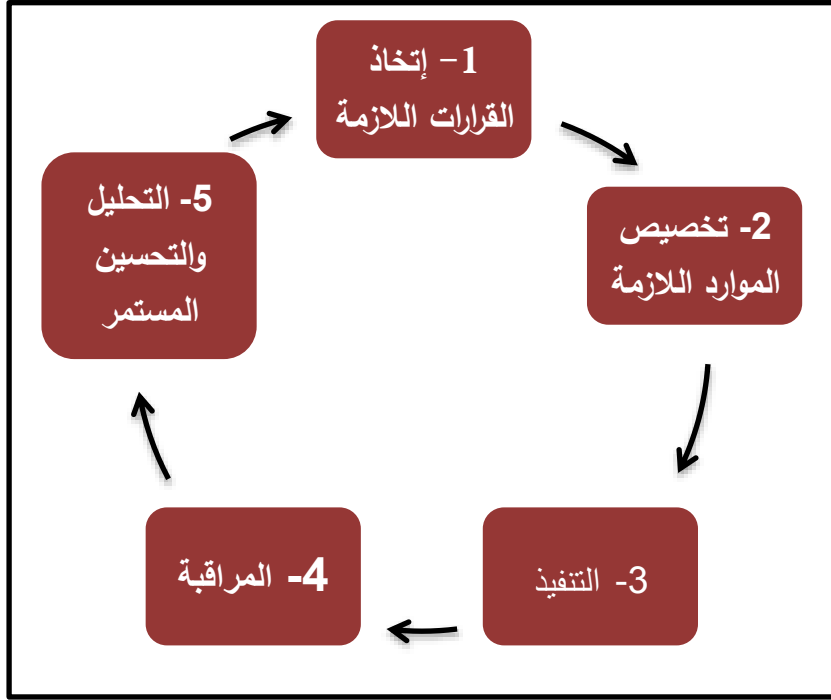 1- إتخاذ
القرارات اللازمة
2- تخصيص
الموارد اللازمة
3- التنفيذ
4- المراقبة
5- التحليل
والتحسين
المستمر